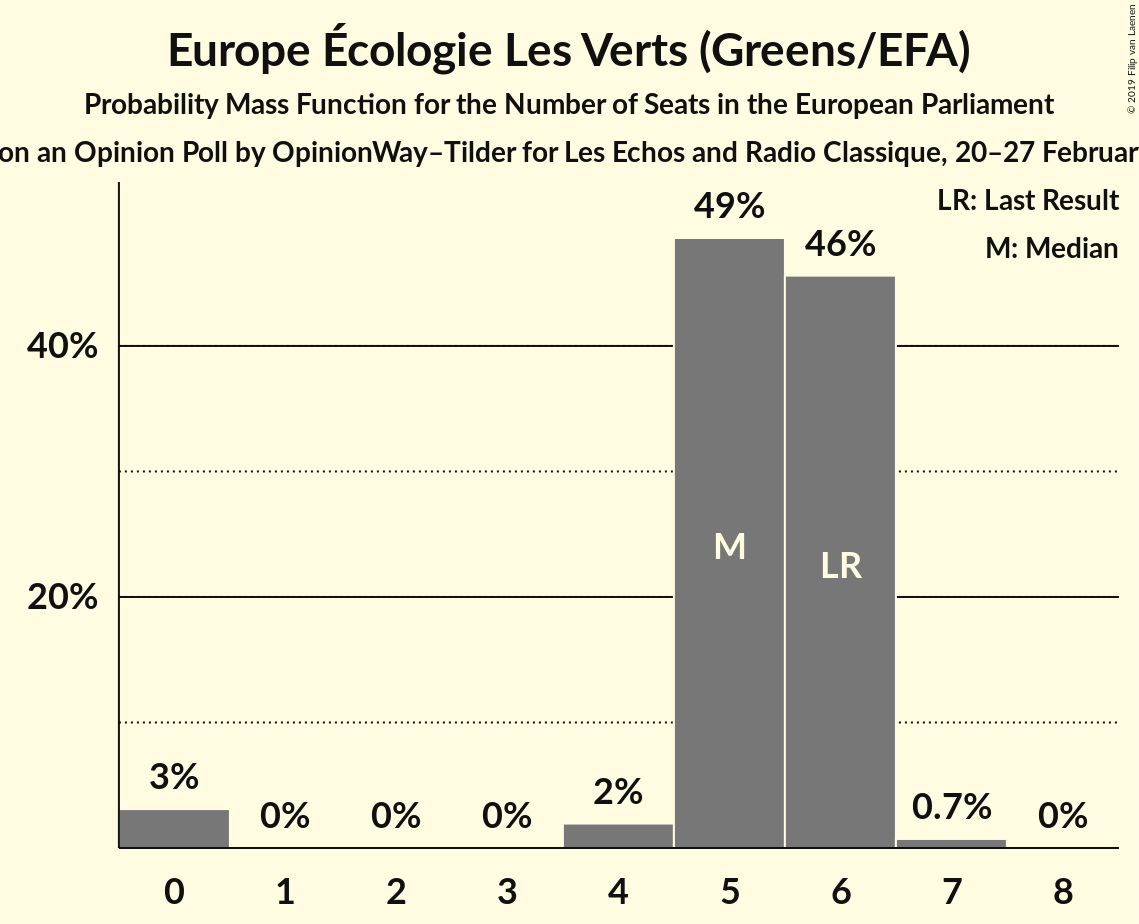 Europe Écologie Les Verts (Greens/EFA)
Probability Mass Function for the Number of Seats in the European Parliament
on an Opinion Poll by OpinionWay–Tilder for Les Echos and Radio Classique, 20–27 Februar
© 2019 Filip van Laenen
LR: Last Result
M: Median
49%
46%
40%
M
LR
20%
3%
0%
0%
0%
2%
0.7%
0%
0 1 2 3 4 5 6 7 8